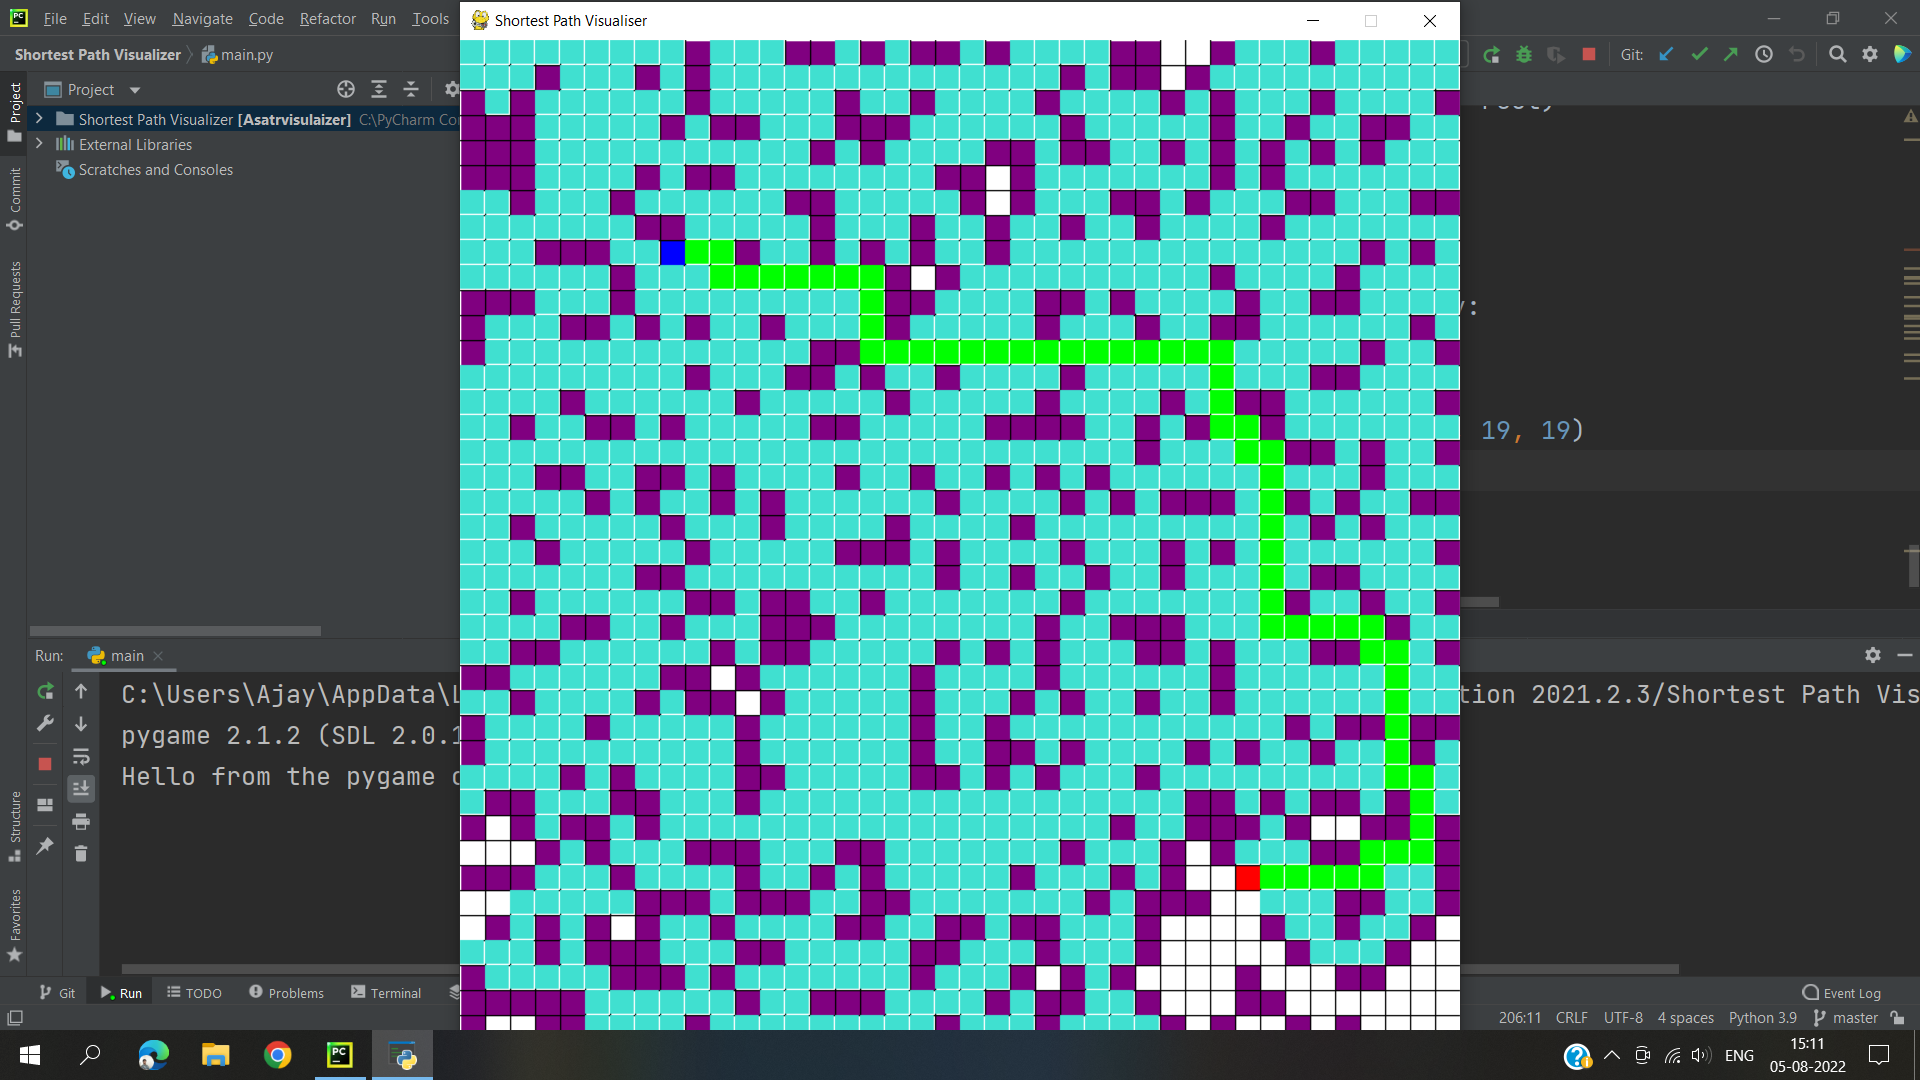 File Edit View Navigate Code Refactor Run Tools
Shortest Path Visualiser
Shortest Path Visualizer main.py
Git:
Project
Project
Shortest Path Visualizer [Asatrvisulaizer] C:\PyCharm Co
External Libraries
Scratches and Consoles
Commit
Pull Requests
:
19, 19)
Run: main
C:\Users\Ajay\AppData\L
tion 2021.2.3/Shortest Path Vis
pygame 2.1.2 (SDL 2.0.1
Hello from the pygame c
Structure
Favorites
Git Run TODO Problems Terminal
Event Log
206:11 CRLF UTF-8 4 spaces Python 3.9 master
ENG
15:11
05-08-2022